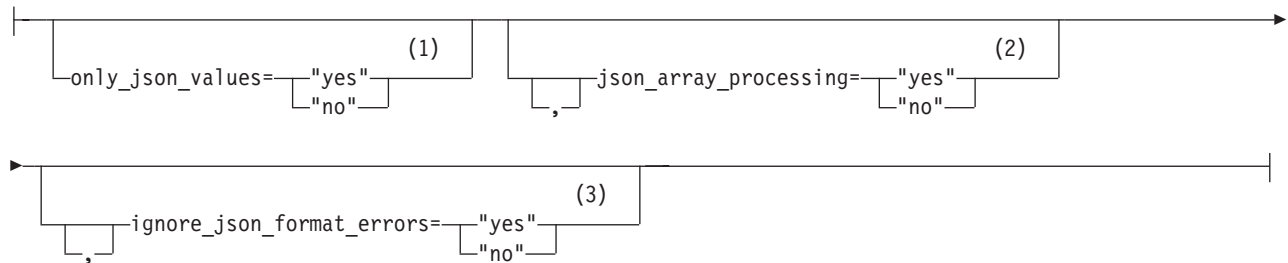 (1) (2)
only_json_values= "yes" json_array_processing= "yes"
"no" , "no"
(3)
ignore_json_format_errors= "yes"
, "no"